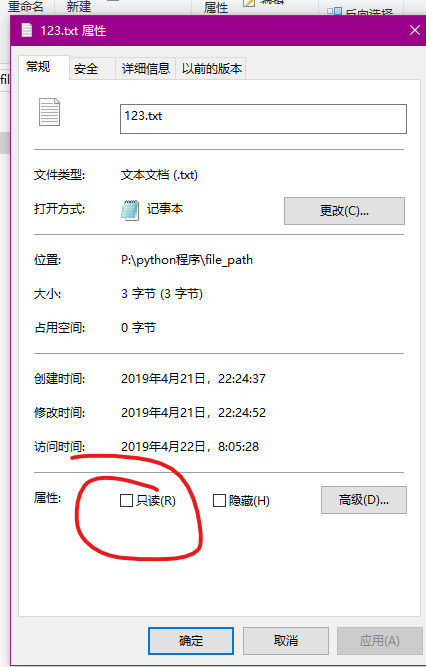 重命名 新建 属性 编辑
反向选择
123.txt 属性
常规 安全 详细信息 以前的版本
fil
123.txt
文件类型: 文本文档 (.txt)
打开方式: 记事本 更改(C)...
位置: P:\python程序\file_path
大小: 3 字节 (3 字节)
占用空间: 0 字节
创建时间: 2019年4月21日，22:24:37
修改时间: 2019年4月21日，22:24:52
访问时间: 2019年4月22日，8:05:28
属性: 只读(R) 隐藏(H) 高级(D)...
确定 取消 应用(A)